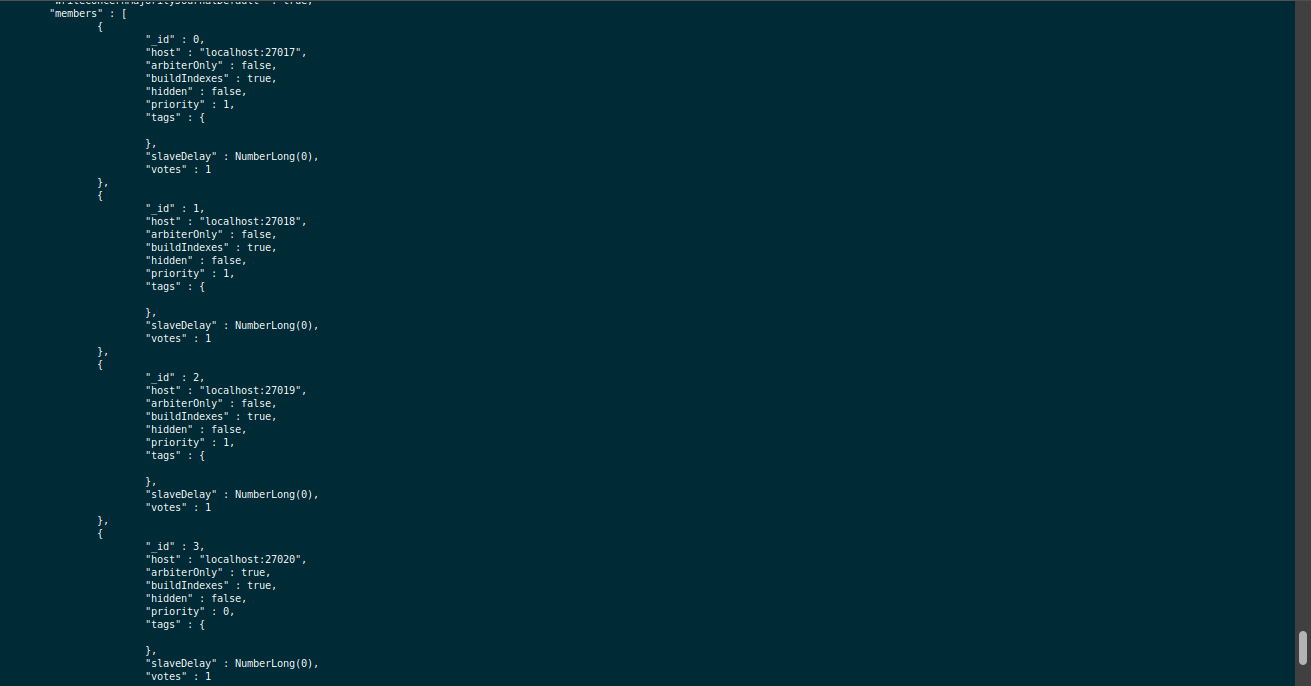 "members" : [
{
"_id" : 0,
"host" : "localhost:27017",
"arbiterOnly" : false,
"buildIndexes" : true,
"hidden" : false,
"priority" : 1,
"tags" : {
},
"slaveDelay" : NumberLong(0),
"votes" : 1
},
{
"_id" : 1,
"host" : "localhost:27018",
"arbiterOnly" : false,
"buildIndexes" : true,
"hidden" : false,
"priority" : 1,
"tags" : {
},
"slaveDelay" : NumberLong(0),
"votes" : 1
},
{
"_id" : 2,
"host" : "localhost:27019",
"arbiterOnly" : false,
"buildIndexes" : true,
"hidden" : false,
"priority" : 1,
"tags" : {
},
"slaveDelay" : NumberLong(0),
"votes" : 1
},
{
"_id" : 3,
"host" : "localhost:27020",
"arbiterOnly" : true,
"buildIndexes" : true,
"hidden" : false,
"priority" : 0,
"tags" : {
},
"slaveDelay" : NumberLong(0),
"votes" : 1